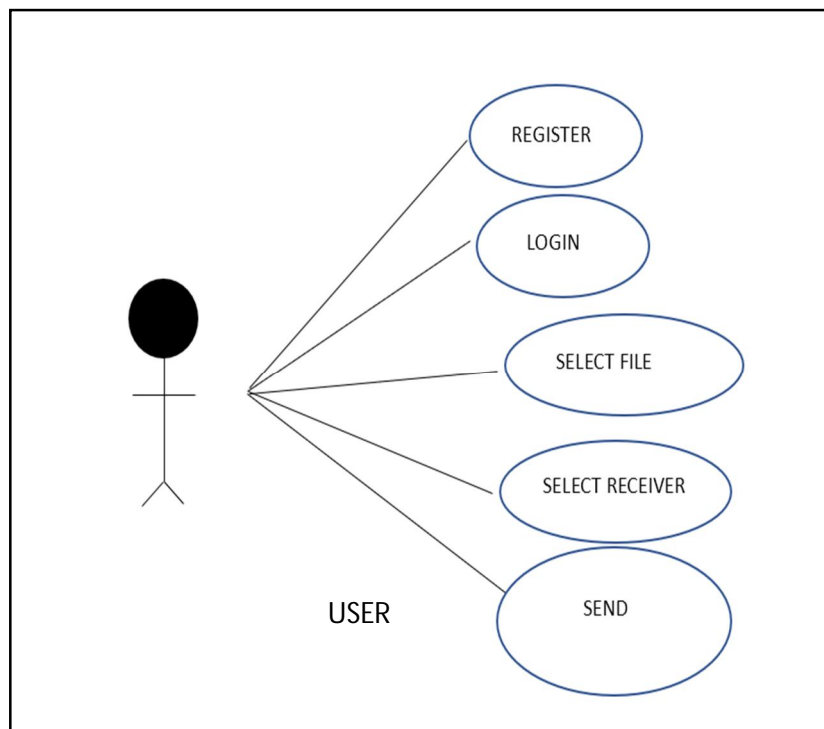 REGISTER
LOGIN
SELECT FILE
SELECT RECEIVER
SEND
USER